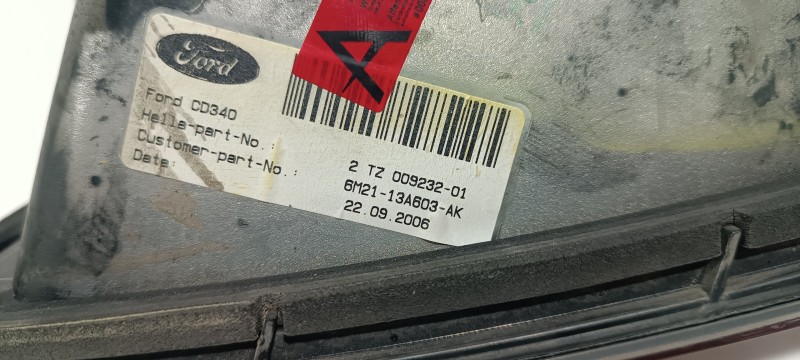 Ford
A
Ford CD340
Hella-part-No.: 2 TZ 009232-01
Customer-part-No.: 6M21-13A603-AK
Date: 22.09.2006